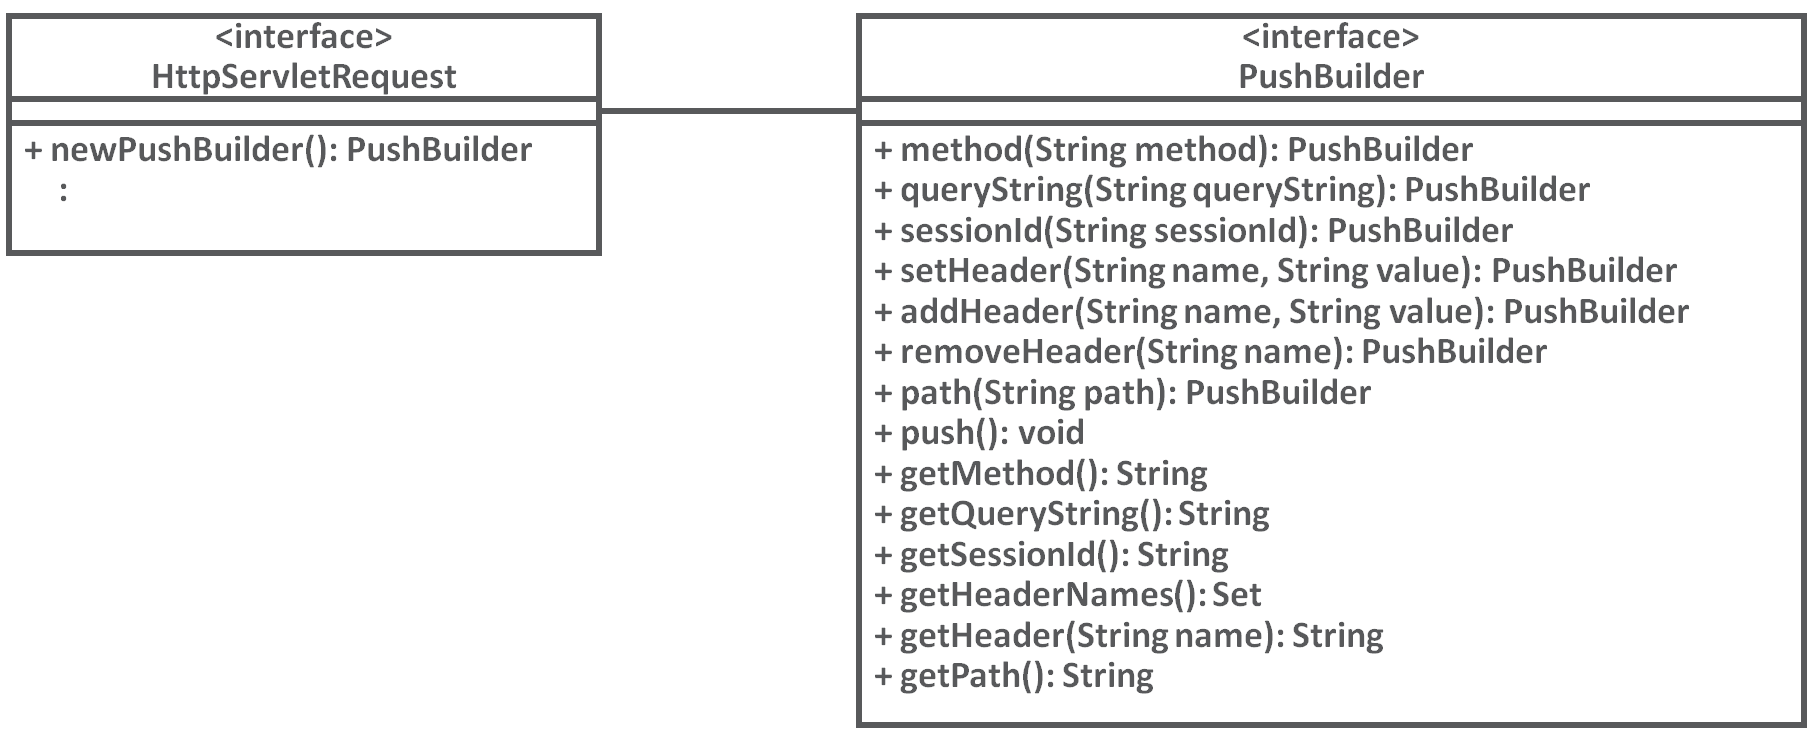 <interface>
HttpServletRequest
+ newPushBuilder(): PushBuilder
:
<interface>
PushBuilder
+ method(String method): PushBuilder
+ queryString(String queryString): PushBuilder
+ sessionId(String sessionId): PushBuilder
+ setHeader(String name, String value): PushBuilder
+ addHeader(String name, String value): PushBuilder
+ removeHeader(String name): PushBuilder
+ path(String path): PushBuilder
+ push(): void
+ getMethod(): String
+ getQueryString(): String
+ getSessionId(): String
+ getHeaderNames(): Set
+ getHeader(String name): String
+ getPath(): String